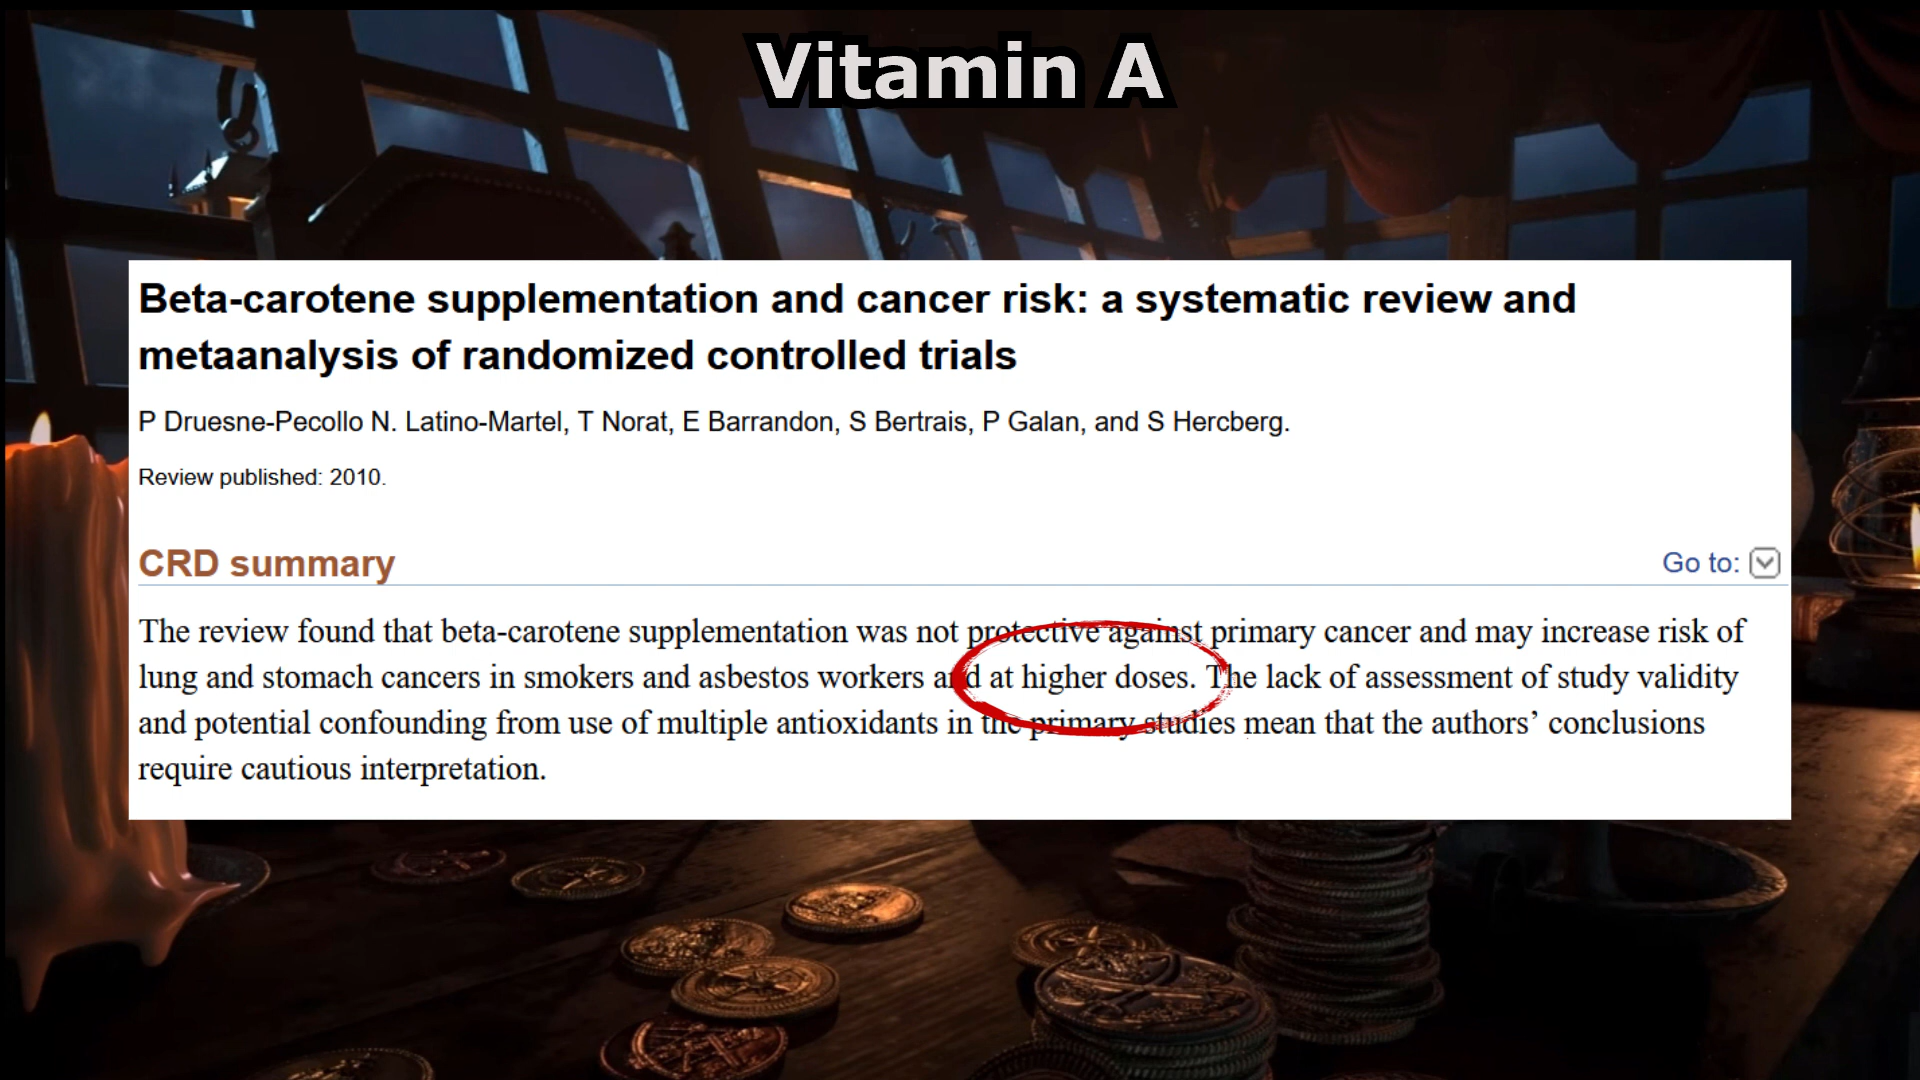 Vitamin A
Beta-carotene supplementation and cancer risk: a systematic review and
metaanalysis of randomized controlled trials
P Druesne-Pecollo N. Latino-Martel, T Norat, E Barrandon, S Bertrais, P Galan, and S Hercberg.
Review published: 2010.
CRD summary
Go to:
The review found that beta-carotene supplementation was not protective against primary cancer and may increase risk of
lung and stomach cancers in smokers and asbestos workers and at higher doses. The lack of assessment of study validity
and potential confounding from use of multiple antioxidants in the primary studies mean that the authors’ conclusions
require cautious interpretation.